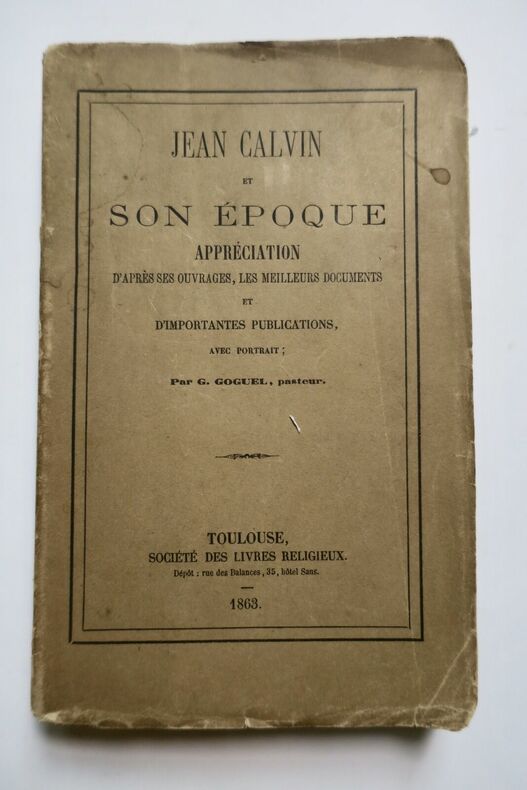 JEAN CALVIN
ET
SON ÉPOQUE
APPRÉCIATION
D'APRÈS SES OUVRAGES, LES MEILLEURS DOCUMENTS
ET
D'IMPORTANTES PUBLICATIONS,
AVEC PORTRAIT;
Par G. GOGUEL, pasteur.
TOULOUSE,
SOCIÉTÉ DES LIVRES RELIGIEUX.
Dépôt : rue des Balances, 35, hôtel Sans.
1863.